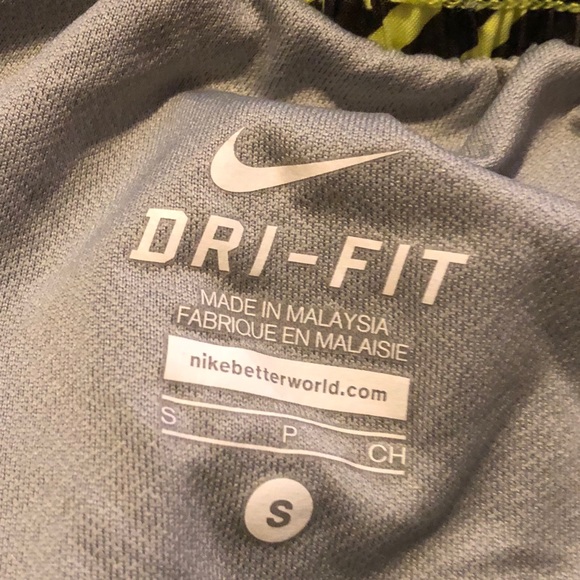 DRI-FIT
MADE IN MALAYSIA
FABRIQUE EN MALAISIE
nikebetterworld.com
S P CH
S